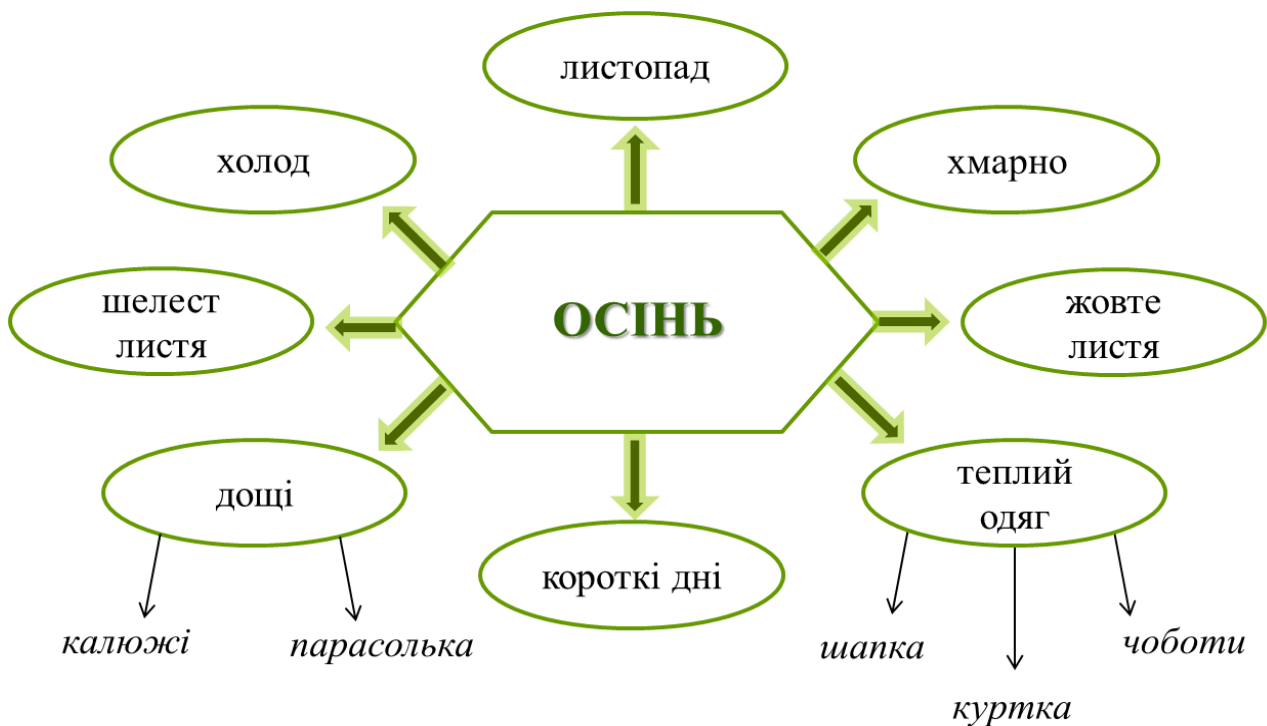 листопад
холод
хмарно
шелест
листя
ОСІНЬ
жовте
листя
дощі
теплий
одяг
короткі дні
калюжі
парасолька
шапка
чоботи
куртка